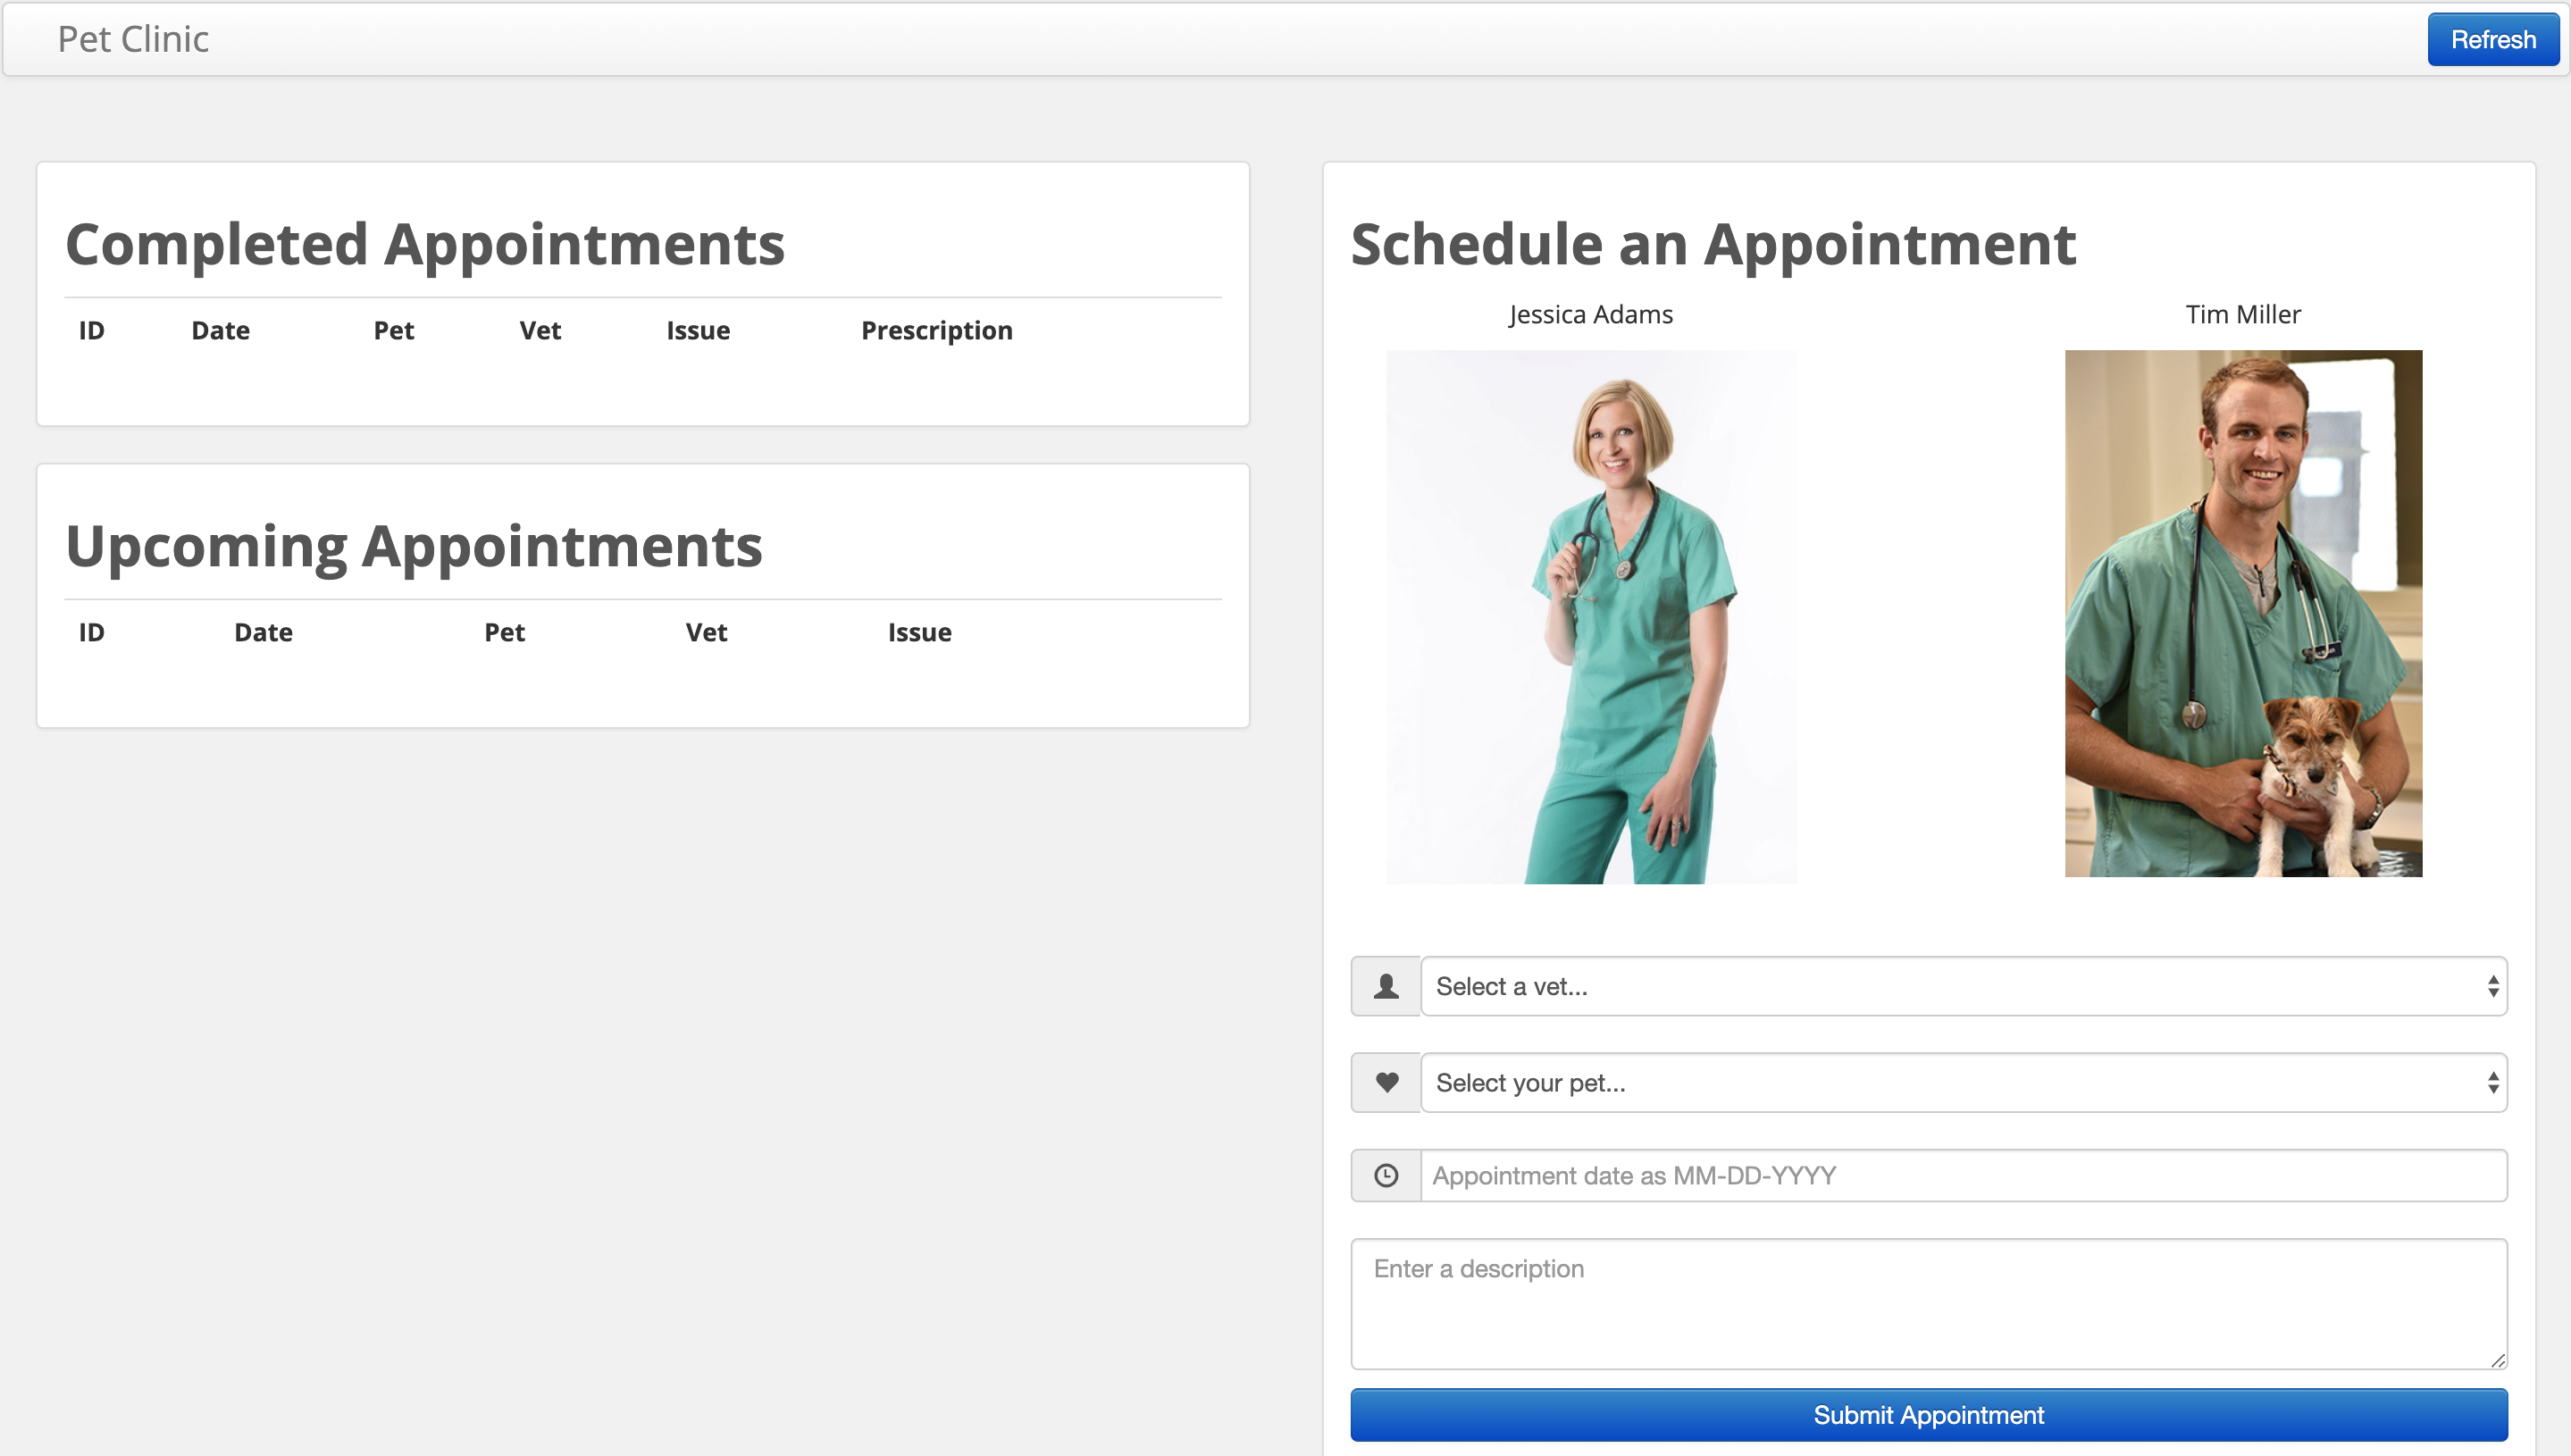 Pet Clinic
Refresh
Completed Appointments
ID Date Pet Vet Issue Prescription
Upcoming Appointments
ID Date Pet Vet Issue
Schedule an Appointment
Jessica Adams
Tim Miller
Select a vet...
Select your pet...
Appointment date as MM-DD-YYYY
Enter a description
Submit Appointment